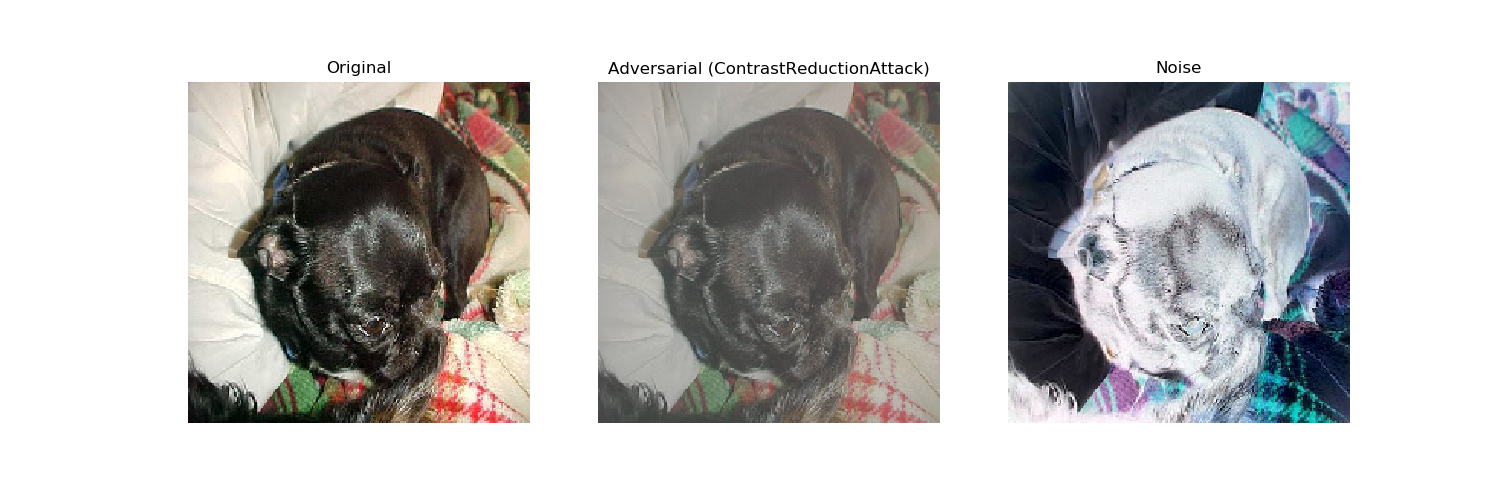 Original
Adversarial (ContrastReductionAttack)
Noise